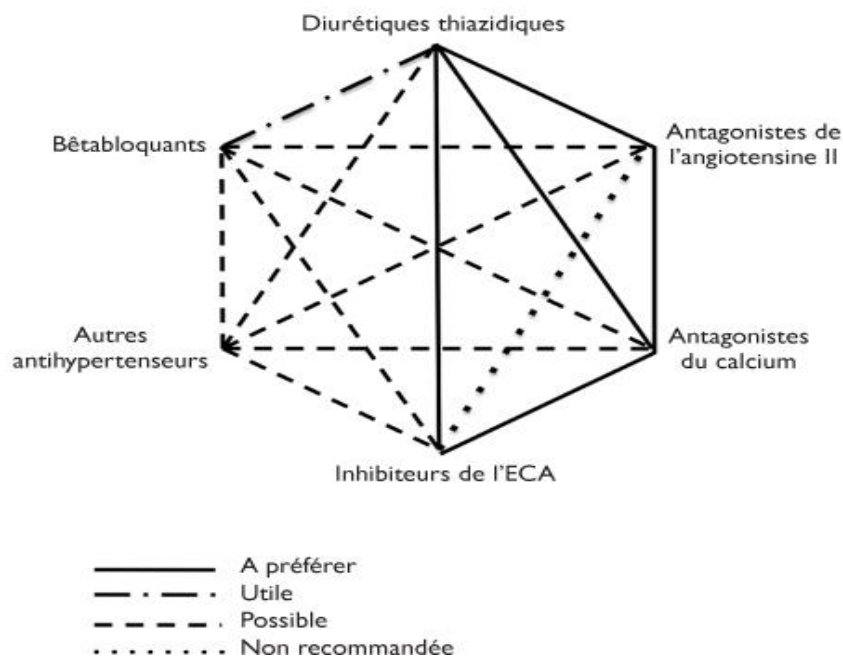 Diurétiques thiazidiques
Bêtabloquants
Antagonistes de
l'angiotensine II
Autres
antihypertenseurs
Antagonistes
du calcium
Inhibiteurs de l'ECA
A préférer
Utile
Possible
Non recommandée